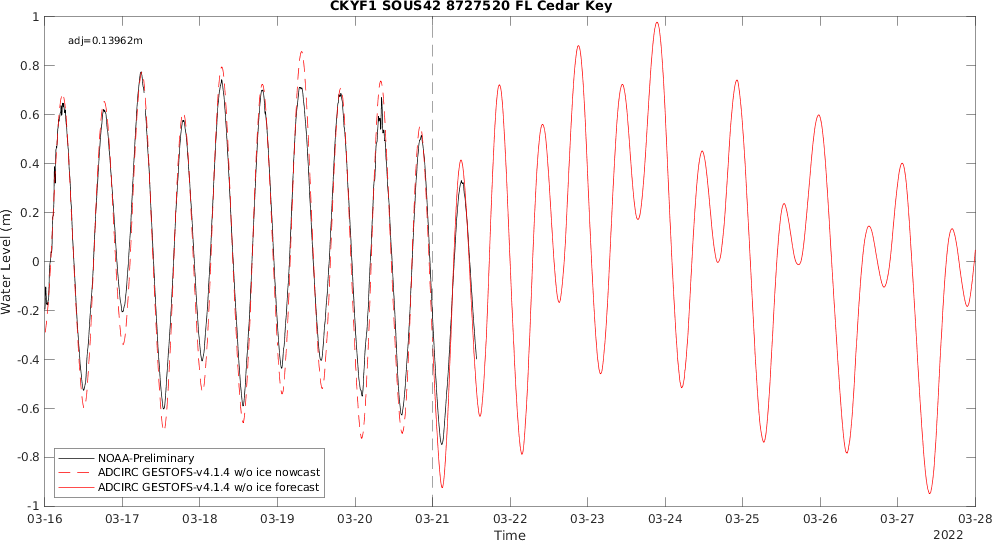 CKYF1 SOUS42 8727520 FL Cedar Key
adj=0.13962m
1
0.8
0.6
0.4
0.2
0
-0.2
-0.4
-0.6
-0.8
-1
Water Level (m)
NOAA-Preliminary
ADCIRC GESTOFS-v4.1.4 w/o ice nowcast
ADCIRC GESTOFS-v4.1.4 w/o ice forecast
03-16 03-17 03-18 03-19 03-20 03-21 03-22 03-23 03-24 03-25 03-26 03-27 03-28
Time
2022